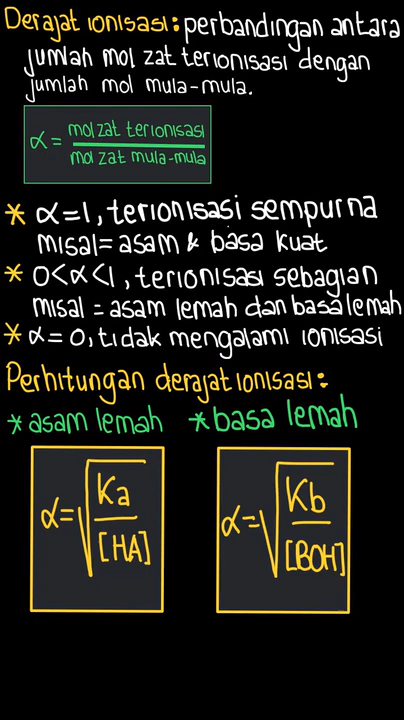 Derajat ionisasi: perbandingan antara
jumlah mol zat terionisasi dengan
jumlah mol mula-mula.
α = mol zat terionisasi
mol zat mula-mula
* α=1, terionisasi sempurna
misal= asam & basa kuat
* 0<α<1, terionisasi sebagian
misal = asam lemah dan basa lemah
* α=0, tidak mengalami ionisasi
Perhitungan derajat ionisasi:
* asam lemah
α=√Ka
[HA]
* basa lemah
α=√Kb
[BOH]